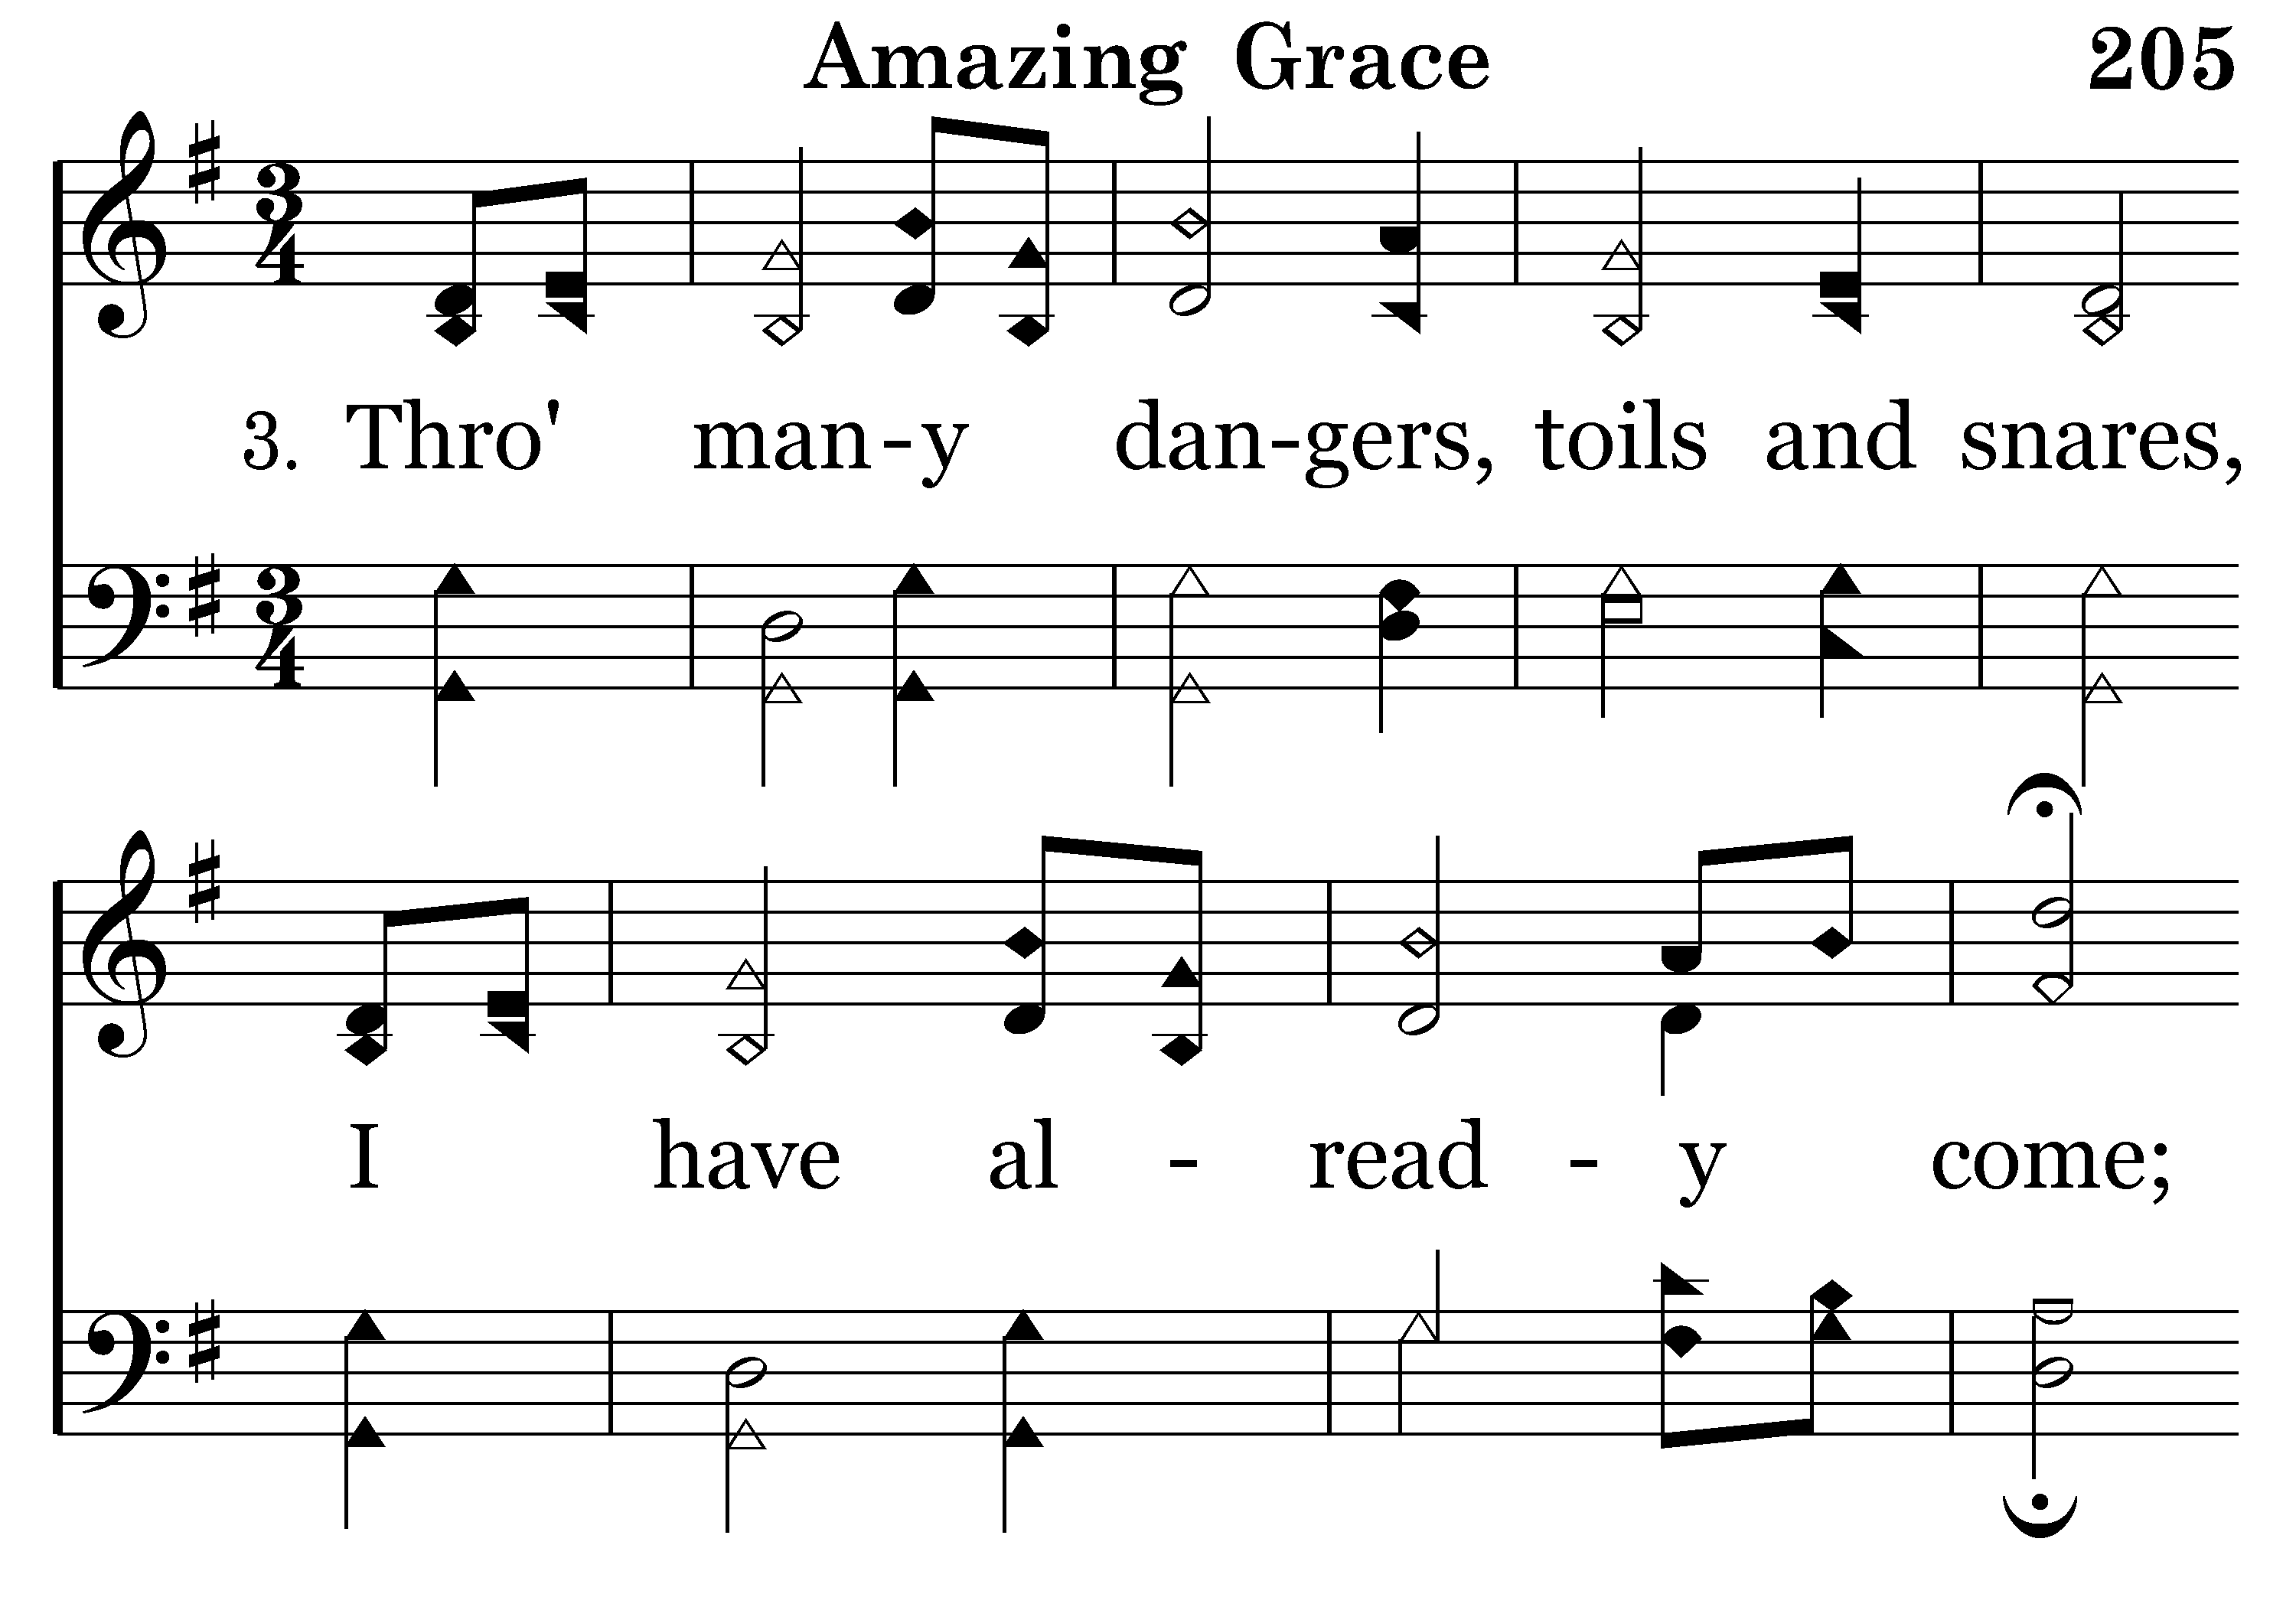 Amazing Grace 205
3. Thro' man-y dan-gers, toils and snares,
I have al - read - y come;